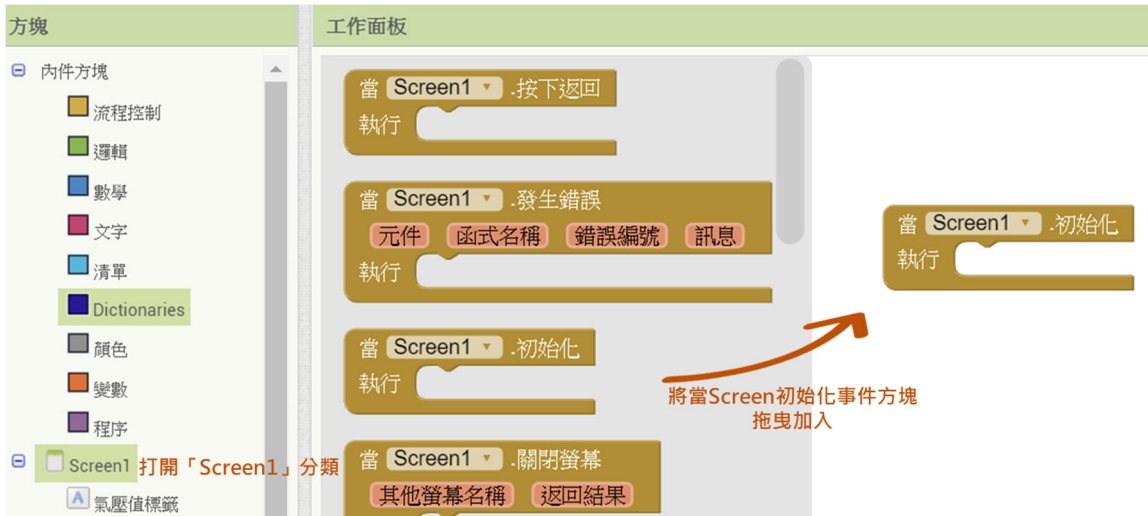 方塊
工作面板
內件方塊
流程控制
邏輯
數學
文字
清單
Dictionaries
顏色
變數
程序
Screen1 打開「Screen1」分類
A 氣壓值標籤
當 Screen1 .按下返回
執行
當 Screen1 .發生錯誤
元件 函式名稱 錯誤編號 訊息
執行
當 Screen1 .初始化
執行
當 Screen1 .關閉螢幕
其他螢幕名稱 返回結果
當 Screen1 .初始化
執行
將當Screen初始化事件方塊
拖曳加入